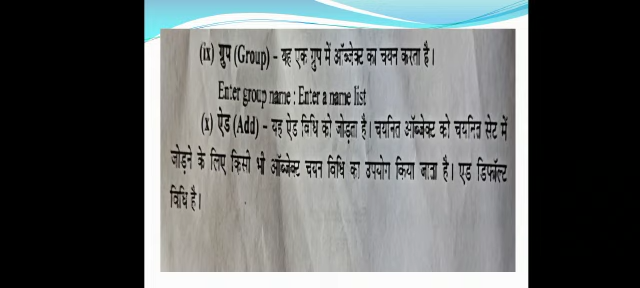 (ix) ग्रुप (Group) – यह एक ग्रुप में ऑब्जेक्ट का चयन करता है।
Enter group name : Enter a name list
(x) ऐड (Add) – यह ऐड विधि को जोड़ता है। चयनित ऑब्जेक्ट को चयनित सेट में
जोड़ने के लिए किसी भी ऑब्जेक्ट चयन विधि का उपयोग किया जाता है। एड डिफॉल्ट
विधि है।